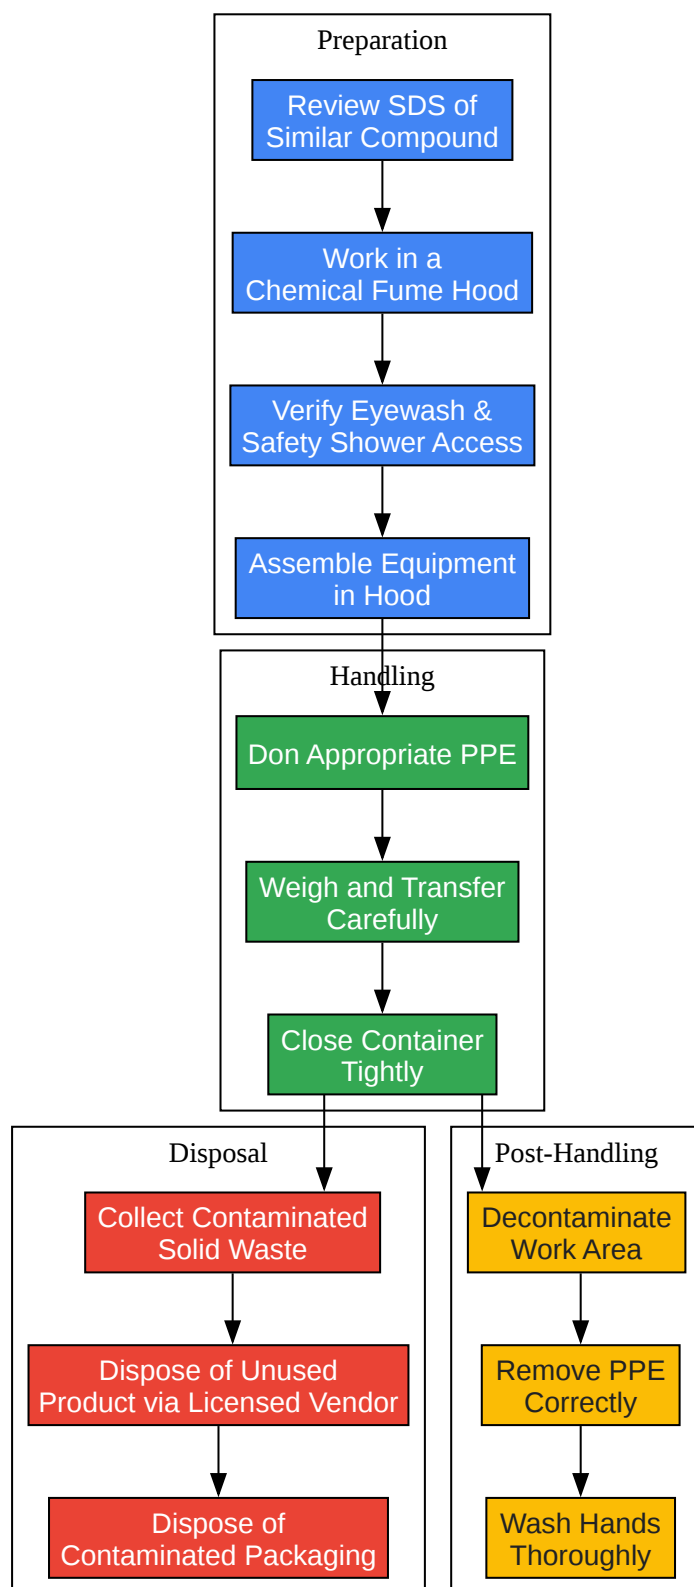 Preparation
Review SDS of
Similar Compound
Work in a
Chemical Fume Hood
Verify Eyewash &
Safety Shower Access
Assemble Equipment
in Hood
Handling
Don Appropriate PPE
Weigh and Transfer
Carefully
Close Container
Tightly
Disposal
Collect Contaminated
Solid Waste
Dispose of Unused
Product via Licensed Vendor
Dispose of
Contaminated Packaging
Post-Handling
Decontaminate
Work Area
Remove PPE
Correctly
Wash Hands
Thoroughly